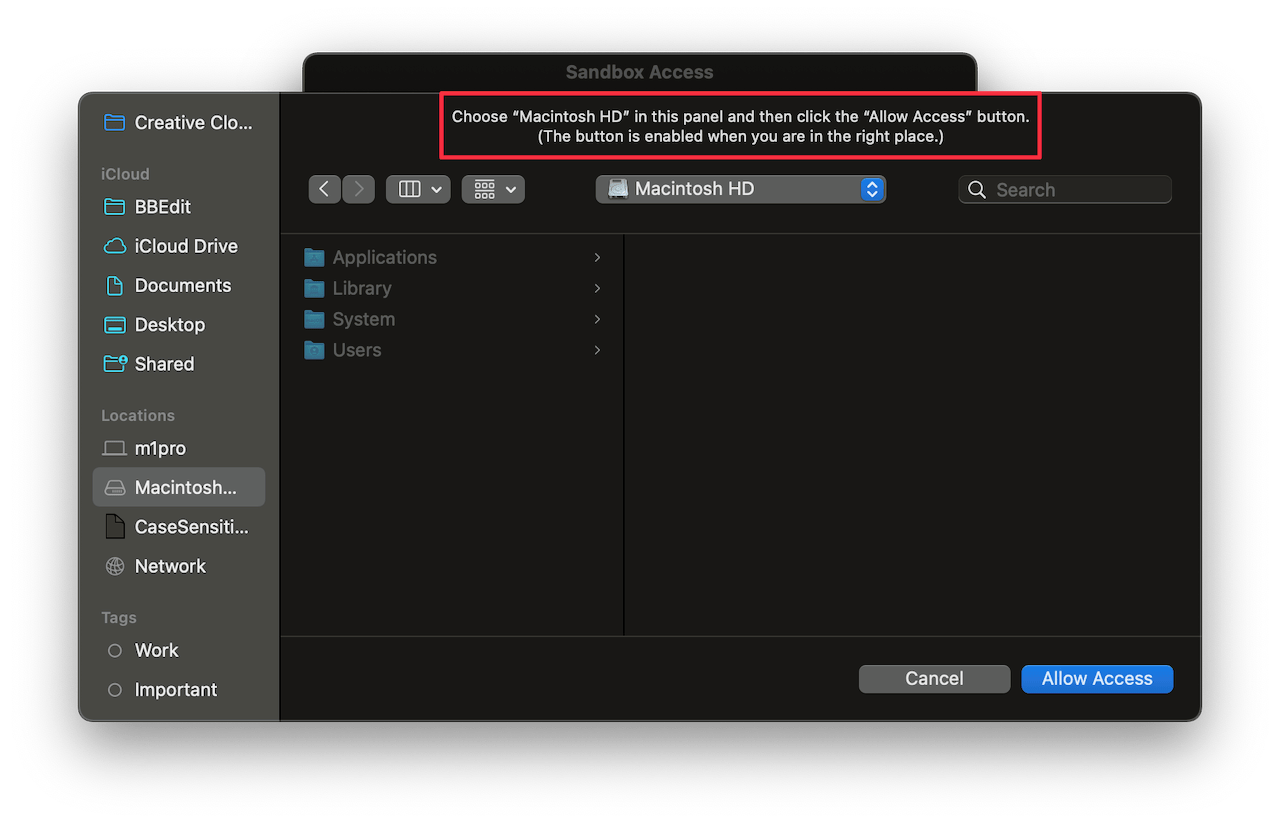 Sandbox Access
Choose “Macintosh HD” in this panel and then click the “Allow Access” button.
(The button is enabled when you are in the right place.)
Creative Clo...
iCloud
BBEdit
iCloud Drive
Documents
Desktop
Shared
Locations
m1pro
Macintosh...
CaseSensiti...
Network
Tags
Work
Important
Macintosh HD
Search
Applications
Library
System
Users
Cancel
Allow Access